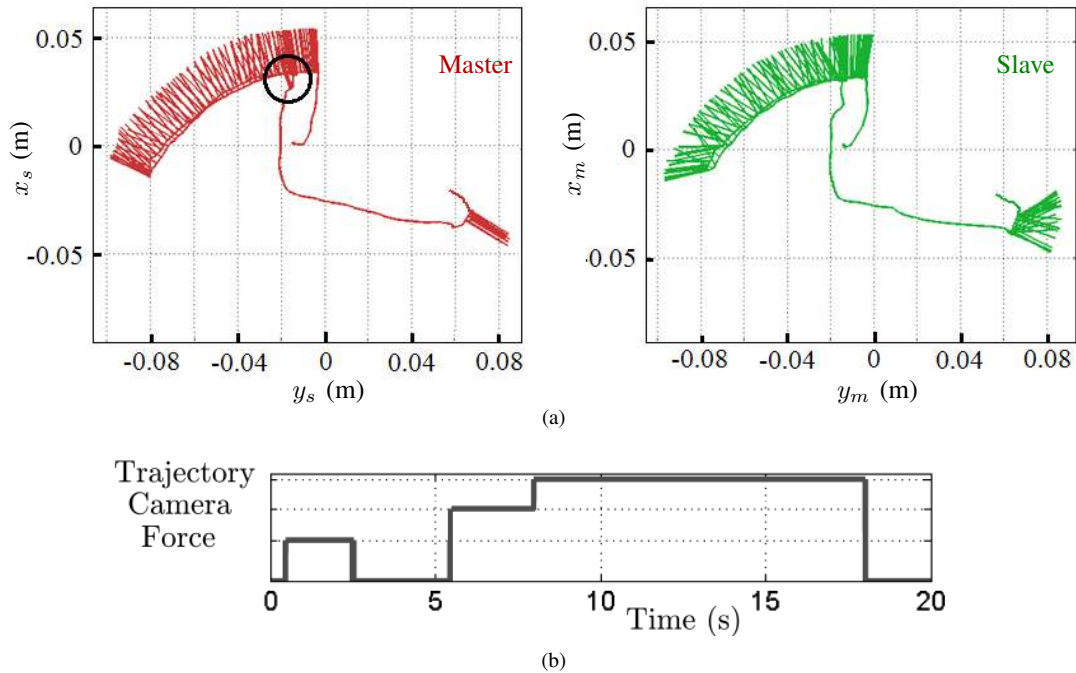 0.05
0
-0.05
x_s (m)
Master
-0.08
-0.04
0
0.04
0.08
y_s (m)
0.05
0
-0.05
x_m (m)
Slave
-0.08
-0.04
0
0.04
0.08
y_m (m)
(a)
Trajectory
Camera
Force
0
5
10
15
20
Time (s)
(b)